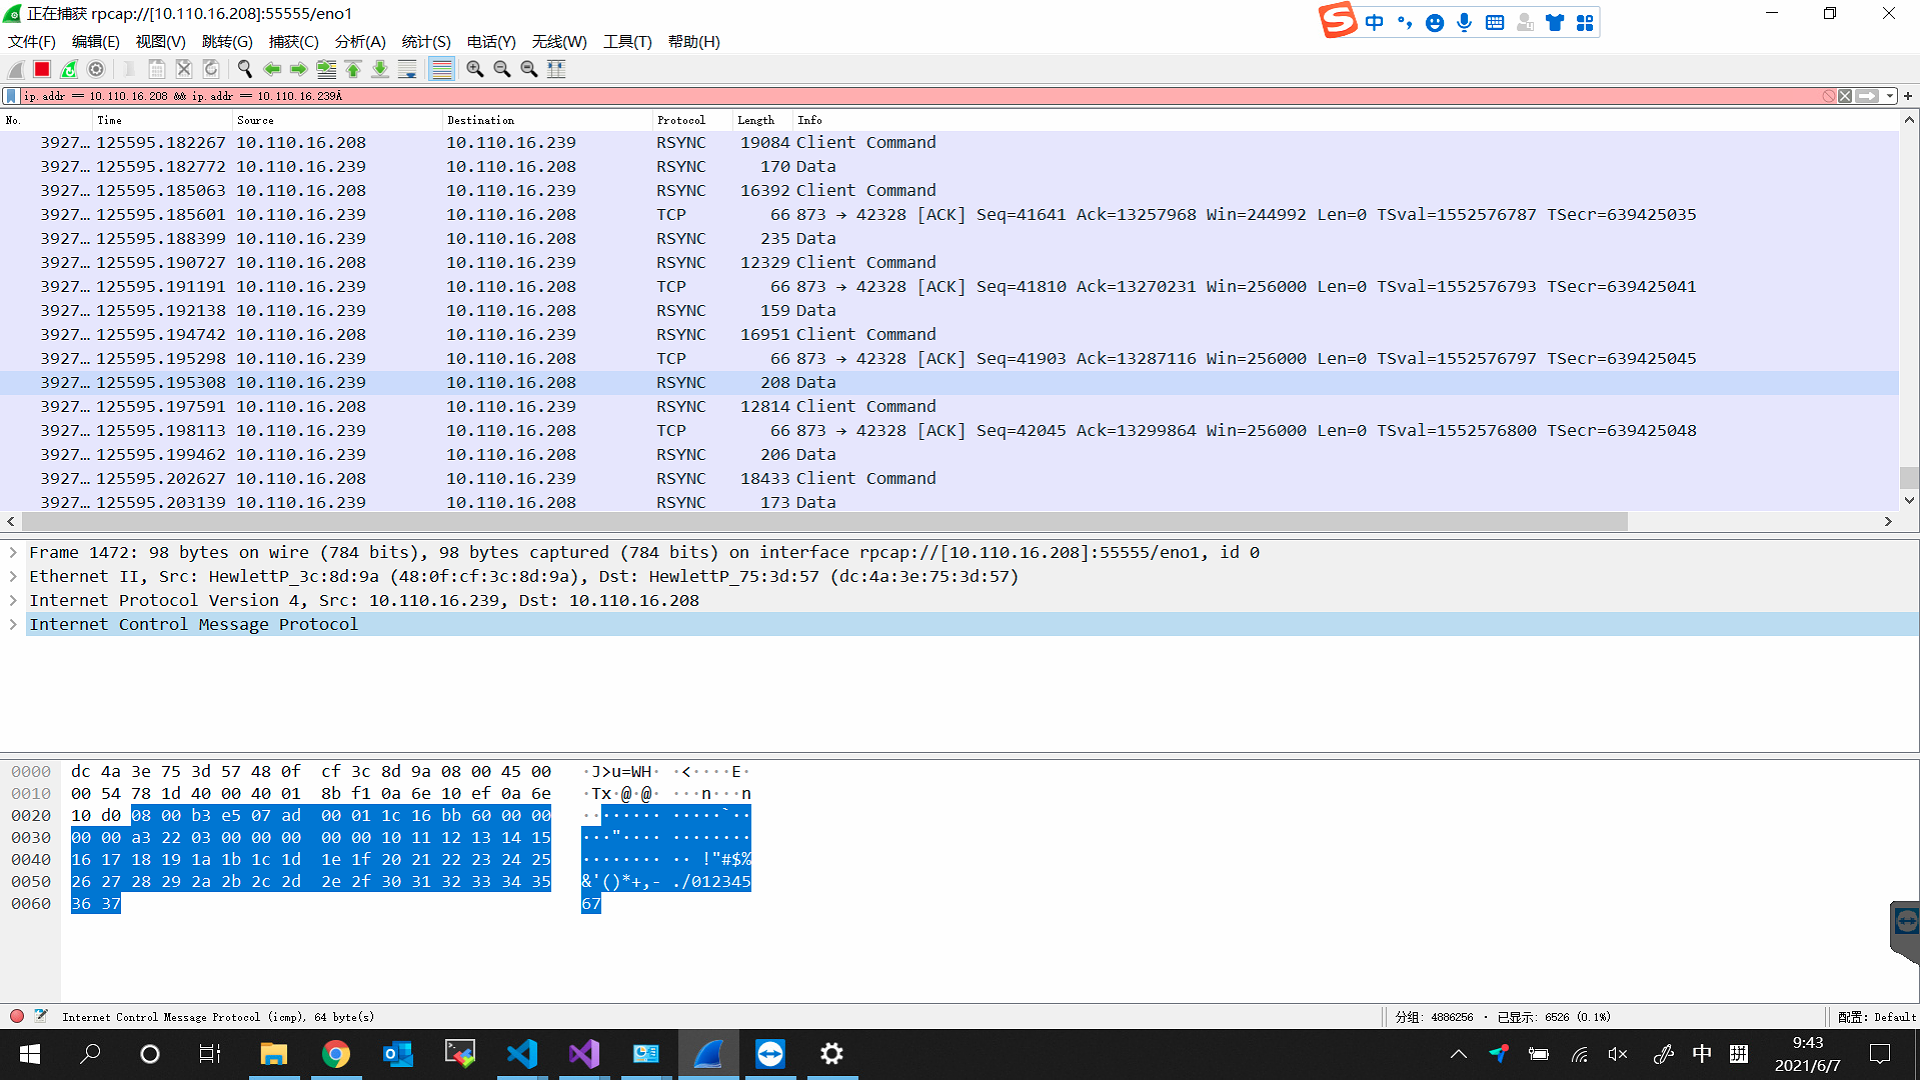 正在捕获 rpcap://[10.110.16.208]:55555/eno1
中
文件(F) 编辑(E) 视图(V) 跳转(G) 捕获(C) 分析(A) 统计(S) 电话(Y) 无线(W) 工具(T) 帮助(H)
ip.addr == 10.110.16.208 && ip.addr == 10.110.16.239Å
No. Time Source Destination Protocol Length Info
3927… 125595.182267 10.110.16.208 10.110.16.239 RSYNC 19084 Client Command
3927… 125595.182772 10.110.16.239 10.110.16.208 RSYNC 170 Data
3927… 125595.185063 10.110.16.208 10.110.16.239 RSYNC 16392 Client Command
3927… 125595.185601 10.110.16.239 10.110.16.208 TCP 66 873 → 42328 [ACK] Seq=41641 Ack=13257968 Win=244992 Len=0 TSval=1552576787 TSecr=639425035
3927… 125595.188399 10.110.16.239 10.110.16.208 RSYNC 235 Data
3927… 125595.190727 10.110.16.208 10.110.16.239 RSYNC 12329 Client Command
3927… 125595.191191 10.110.16.239 10.110.16.208 TCP 66 873 → 42328 [ACK] Seq=41810 Ack=13270231 Win=256000 Len=0 TSval=1552576793 TSecr=639425041
3927… 125595.192138 10.110.16.239 10.110.16.208 RSYNC 159 Data
3927… 125595.194742 10.110.16.208 10.110.16.239 RSYNC 16951 Client Command
3927… 125595.195298 10.110.16.239 10.110.16.208 TCP 66 873 → 42328 [ACK] Seq=41903 Ack=13287116 Win=256000 Len=0 TSval=1552576797 TSecr=639425045
3927… 125595.195308 10.110.16.239 10.110.16.208 RSYNC 208 Data
3927… 125595.197591 10.110.16.208 10.110.16.239 RSYNC 12814 Client Command
3927… 125595.198113 10.110.16.239 10.110.16.208 TCP 66 873 → 42328 [ACK] Seq=42045 Ack=13299864 Win=256000 Len=0 TSval=1552576800 TSecr=639425048
3927… 125595.199462 10.110.16.239 10.110.16.208 RSYNC 206 Data
3927… 125595.202627 10.110.16.208 10.110.16.239 RSYNC 18433 Client Command
3927… 125595.203139 10.110.16.239 10.110.16.208 RSYNC 173 Data
Frame 1472: 98 bytes on wire (784 bits), 98 bytes captured (784 bits) on interface rpcap://[10.110.16.208]:55555/eno1, id 0
Ethernet II, Src: HewlettP_3c:8d:9a (48:0f:cf:3c:8d:9a), Dst: HewlettP_75:3d:57 (dc:4a:3e:75:3d:57)
Internet Protocol Version 4, Src: 10.110.16.239, Dst: 10.110.16.208
Internet Control Message Protocol
0000 dc 4a 3e 75 3d 57 48 0f cf 3c 8d 9a 08 00 45 00 ·J>u=WH· ·<····E·
0010 00 54 78 1d 40 00 40 01 8b f1 0a 6e 10 ef 0a 6e ·Tx·@·@· ···n···n
0020 10 d0 08 00 b3 e5 07 ad 00 01 1c 16 bb 60 00 00 ········ ·····`··
0030 00 00 a3 22 03 00 00 00 00 00 10 11 12 13 14 15 ···"···· ········
0040 16 17 18 19 1a 1b 1c 1d 1e 1f 20 21 22 23 24 25 ········ ·· !"#$%
0050 26 27 28 29 2a 2b 2c 2d 2e 2f 30 31 32 33 34 35 &'()*+,- ./012345
0060 36 37 67
Internet Control Message Protocol (icmp), 64 byte(s) 分组: 4886256 · 已显示: 6526 (0.1%) 配置: Default
中 拼 9:43
2021/6/7